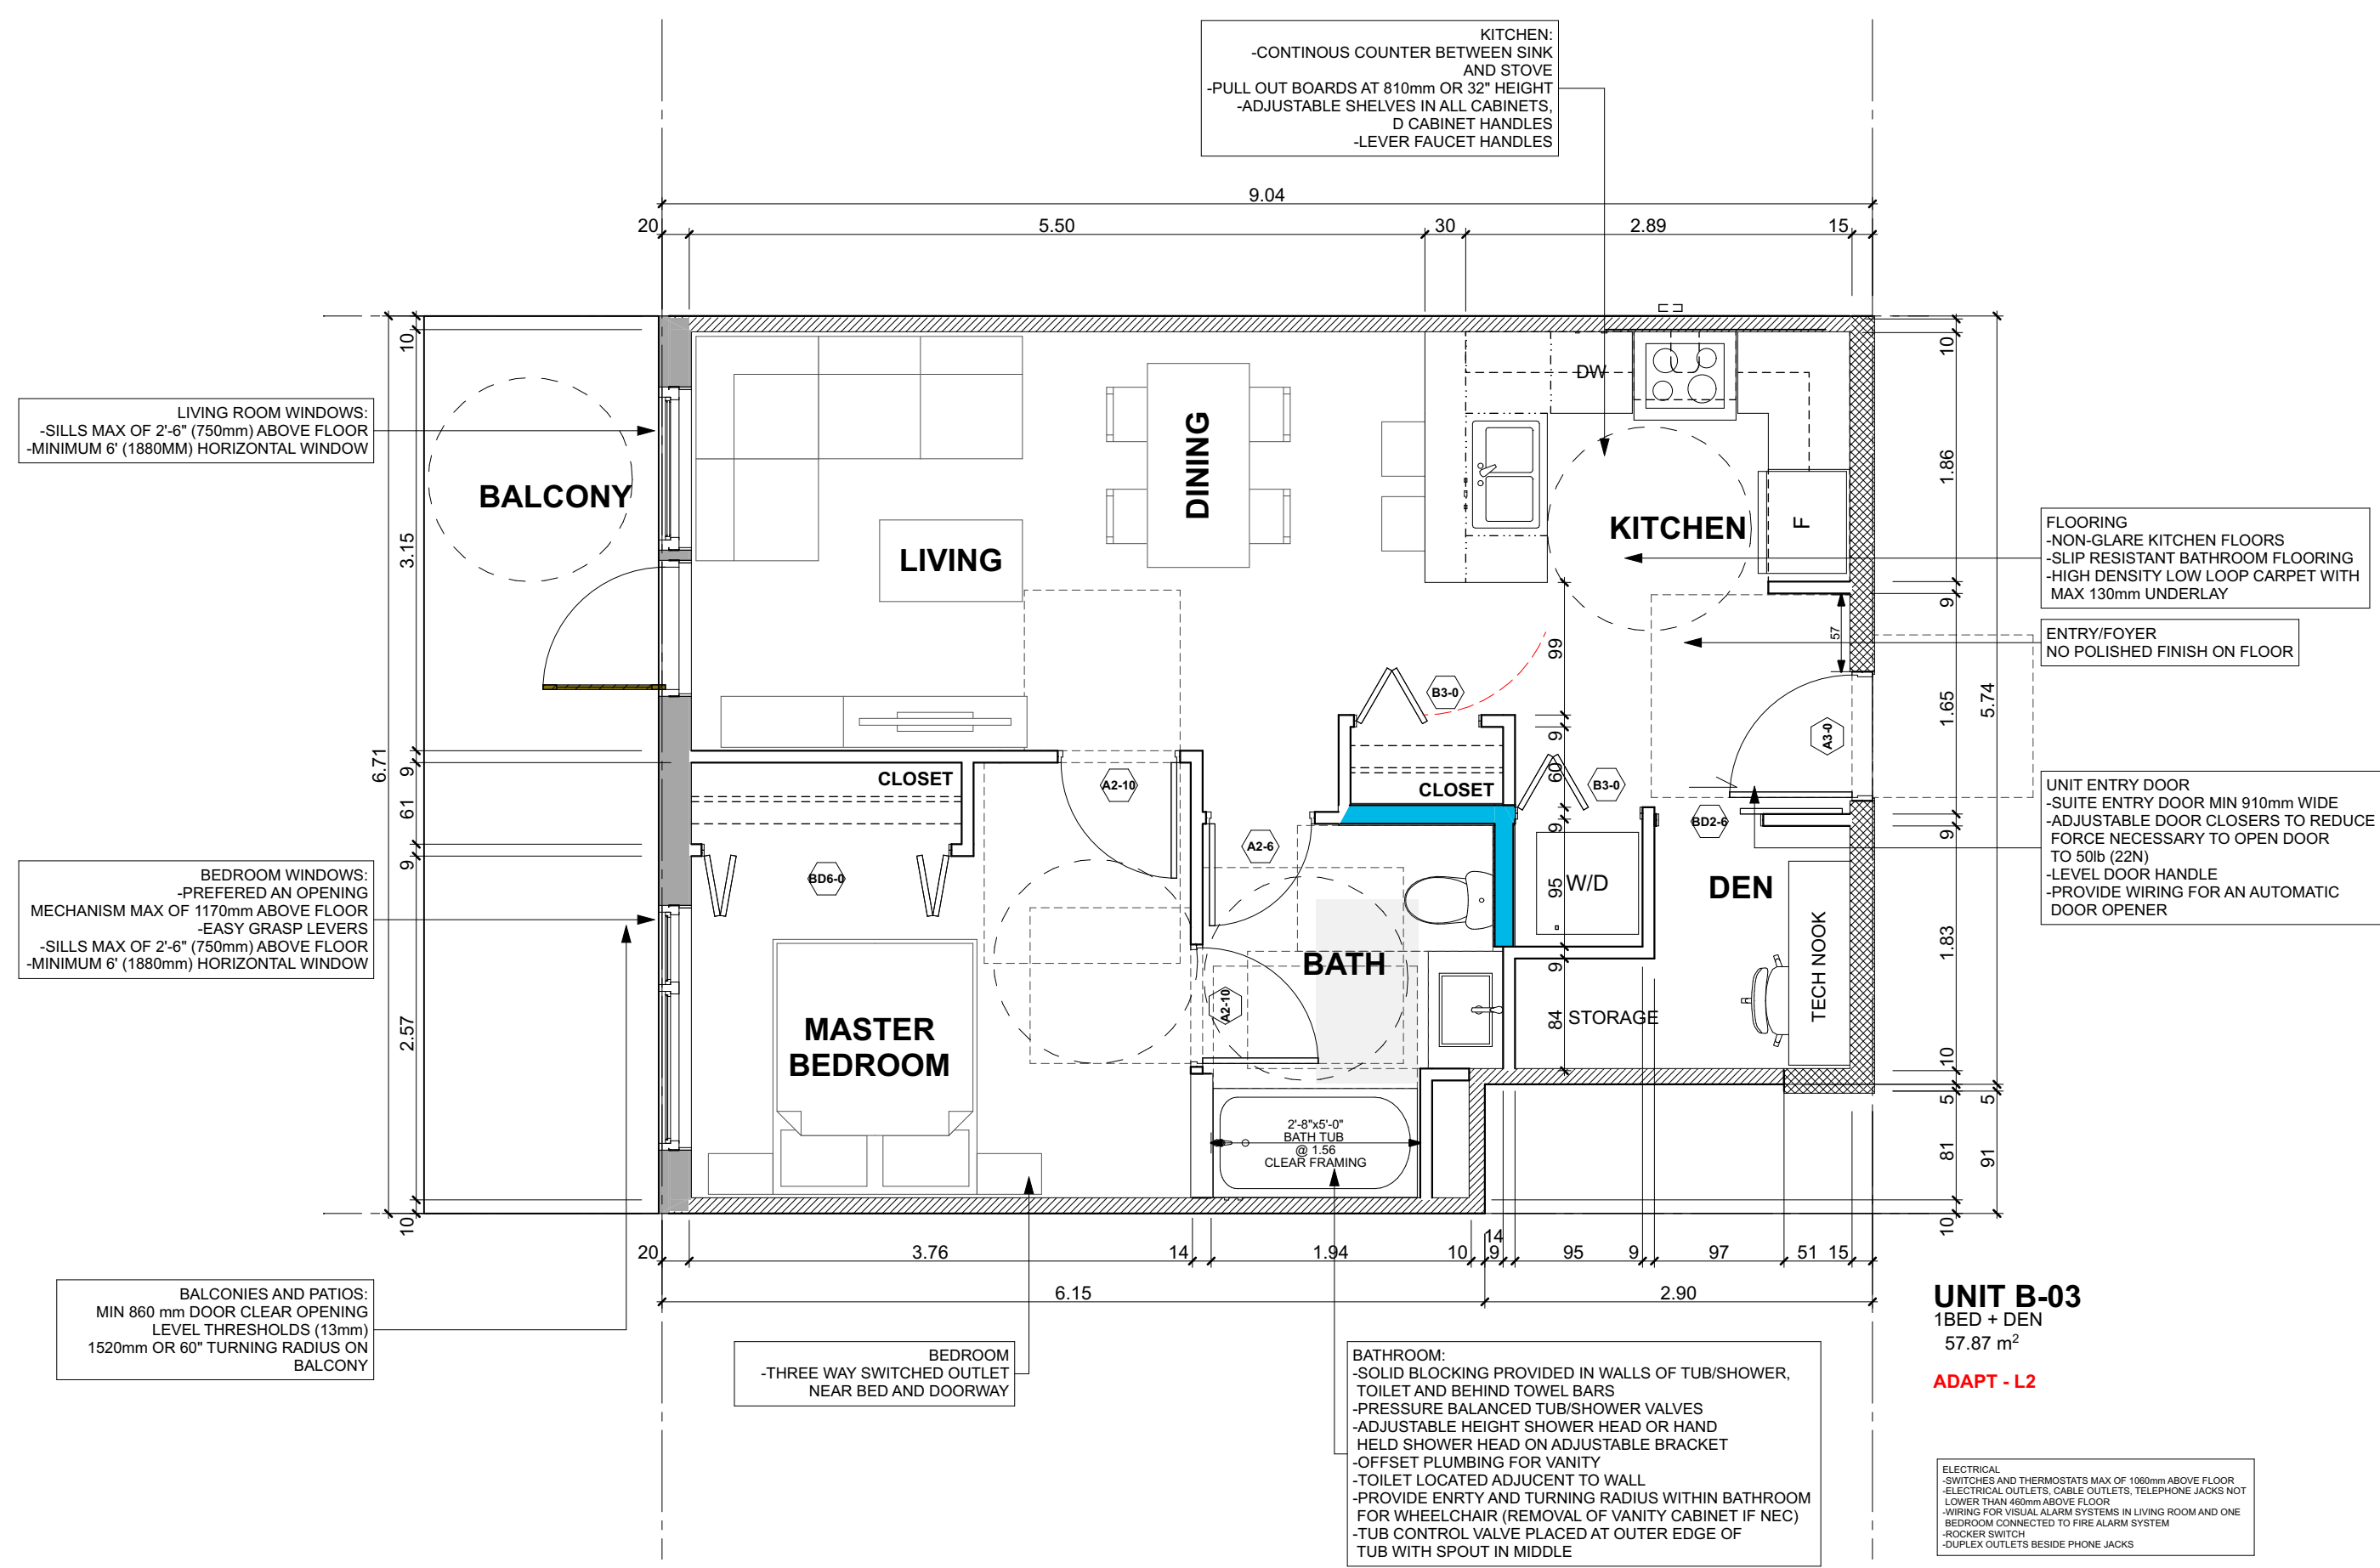 KITCHEN:
-CONTINOUS COUNTER BETWEEN SINK
AND STOVE
-PULL OUT BOARDS AT 810mm OR 32" HEIGHT
-ADJUSTABLE SHELVES IN ALL CABINETS,
D CABINET HANDLES
-LEVER FAUCET HANDLES
9.04
20
5.50
30
2.89
15
10
3.15
9
61
9
2.57
10
6.71
LIVING ROOM WINDOWS:
-SILLS MAX OF 2'-6" (750mm) ABOVE FLOOR
-MINIMUM 6' (1880MM) HORIZONTAL WINDOW
BALCONY
LIVING
DINING
DW
KITCHEN
F
10
1.86
9
1.65
9
1.83
10
5
81
10
5.74
5
91
FLOORING
-NON-GLARE KITCHEN FLOORS
-SLIP RESISTANT BATHROOM FLOORING
-HIGH DENSITY LOW LOOP CARPET WITH
MAX 130mm UNDERLAY
ENTRY/FOYER
NO POLISHED FINISH ON FLOOR
57
99
9
60
9
95
9
84
B3-0
B3-0
A3-0
CLOSET
A2-10
CLOSET
A2-6
BD2-6
BD6-0
W/D
DEN
TECH NOOK
BATH
A2-10
STORAGE
MASTER
BEDROOM
UNIT ENTRY DOOR
-SUITE ENTRY DOOR MIN 910mm WIDE
-ADJUSTABLE DOOR CLOSERS TO REDUCE
FORCE NECESSARY TO OPEN DOOR
TO 50lb (22N)
-LEVEL DOOR HANDLE
-PROVIDE WIRING FOR AN AUTOMATIC
DOOR OPENER
BEDROOM WINDOWS:
-PREFERED AN OPENING
MECHANISM MAX OF 1170mm ABOVE FLOOR
-EASY GRASP LEVERS
-SILLS MAX OF 2'-6" (750mm) ABOVE FLOOR
-MINIMUM 6' (1880mm) HORIZONTAL WINDOW
2'-8"x5'-0"
BATH TUB
@ 1.56
CLEAR FRAMING
20
3.76
14
1.94
10
14
9
95
9
97
51
15
6.15
2.90
BALCONIES AND PATIOS:
MIN 860 mm DOOR CLEAR OPENING
LEVEL THRESHOLDS (13mm)
1520mm OR 60" TURNING RADIUS ON
BALCONY
BEDROOM
-THREE WAY SWITCHED OUTLET
NEAR BED AND DOORWAY
BATHROOM:
-SOLID BLOCKING PROVIDED IN WALLS OF TUB/SHOWER,
TOILET AND BEHIND TOWEL BARS
-PRESSURE BALANCED TUB/SHOWER VALVES
-ADJUSTABLE HEIGHT SHOWER HEAD OR HAND
HELD SHOWER HEAD ON ADJUSTABLE BRACKET
-OFFSET PLUMBING FOR VANITY
-TOILET LOCATED ADJUCENT TO WALL
-PROVIDE ENRTY AND TURNING RADIUS WITHIN BATHROOM
FOR WHEELCHAIR (REMOVAL OF VANITY CABINET IF NEC)
-TUB CONTROL VALVE PLACED AT OUTER EDGE OF
TUB WITH SPOUT IN MIDDLE
UNIT B-03
1BED + DEN
57.87 m²
ADAPT - L2
ELECTRICAL
-SWITCHES AND THERMOSTATS MAX OF 1060mm ABOVE FLOOR
-ELECTRICAL OUTLETS, CABLE OUTLETS, TELEPHONE JACKS NOT
LOWER THAN 460mm ABOVE FLOOR
-WIRING FOR VISUAL ALARM SYSTEMS IN LIVING ROOM AND ONE
BEDROOM CONNECTED TO FIRE ALARM SYSTEM
-ROCKER SWITCH
-DUPLEX OUTLETS BESIDE PHONE JACKS